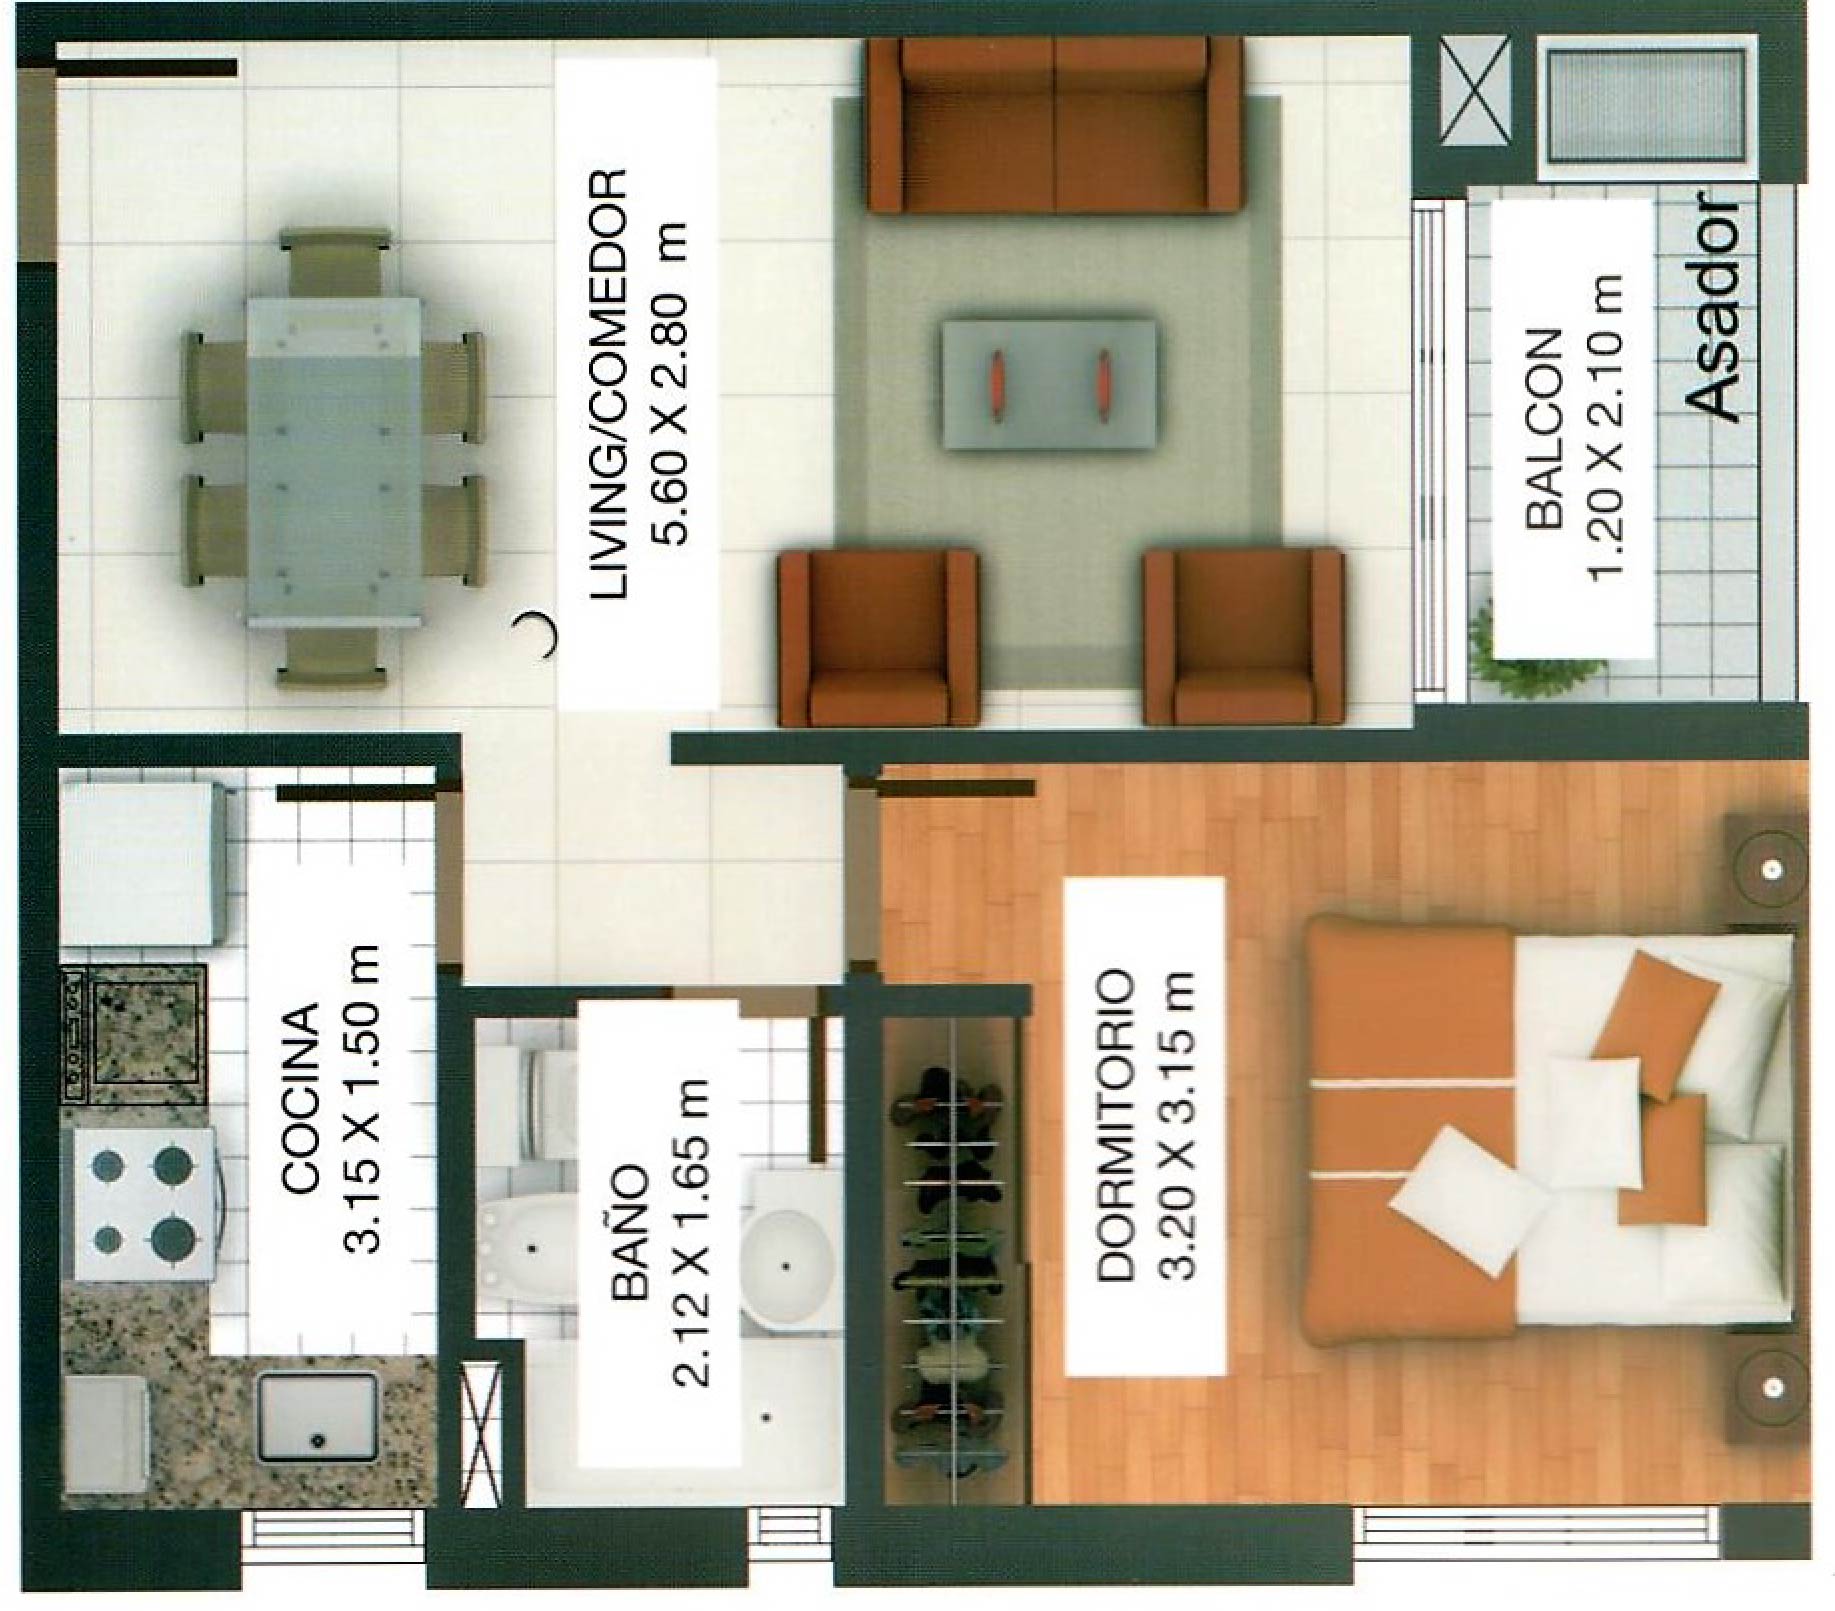 LIVING/COMEDOR
5.60 X 2.80 m
BALCON
1.20 X 2.10 m
Asador
COCINA
3.15 X 1.50 m
BAÑO
2.12 X 1.65 m
DORMITORIO
3.20 X 3.15 m